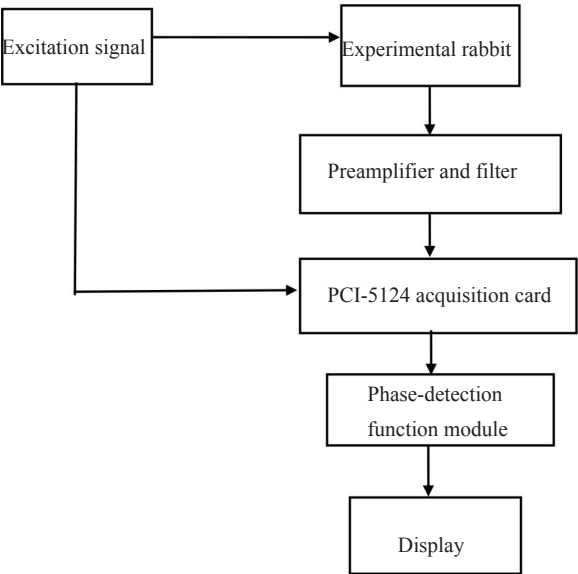 Excitation signal
Experimental rabbit
Preamplifier and filter
PCI-5124 acquisition card
Phase-detection
function module
Display